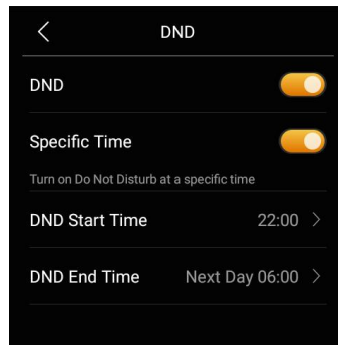 DND
DND
Specific Time
Turn on Do Not Disturb at a specific time
DND Start Time 22:00
DND End Time Next Day 06:00